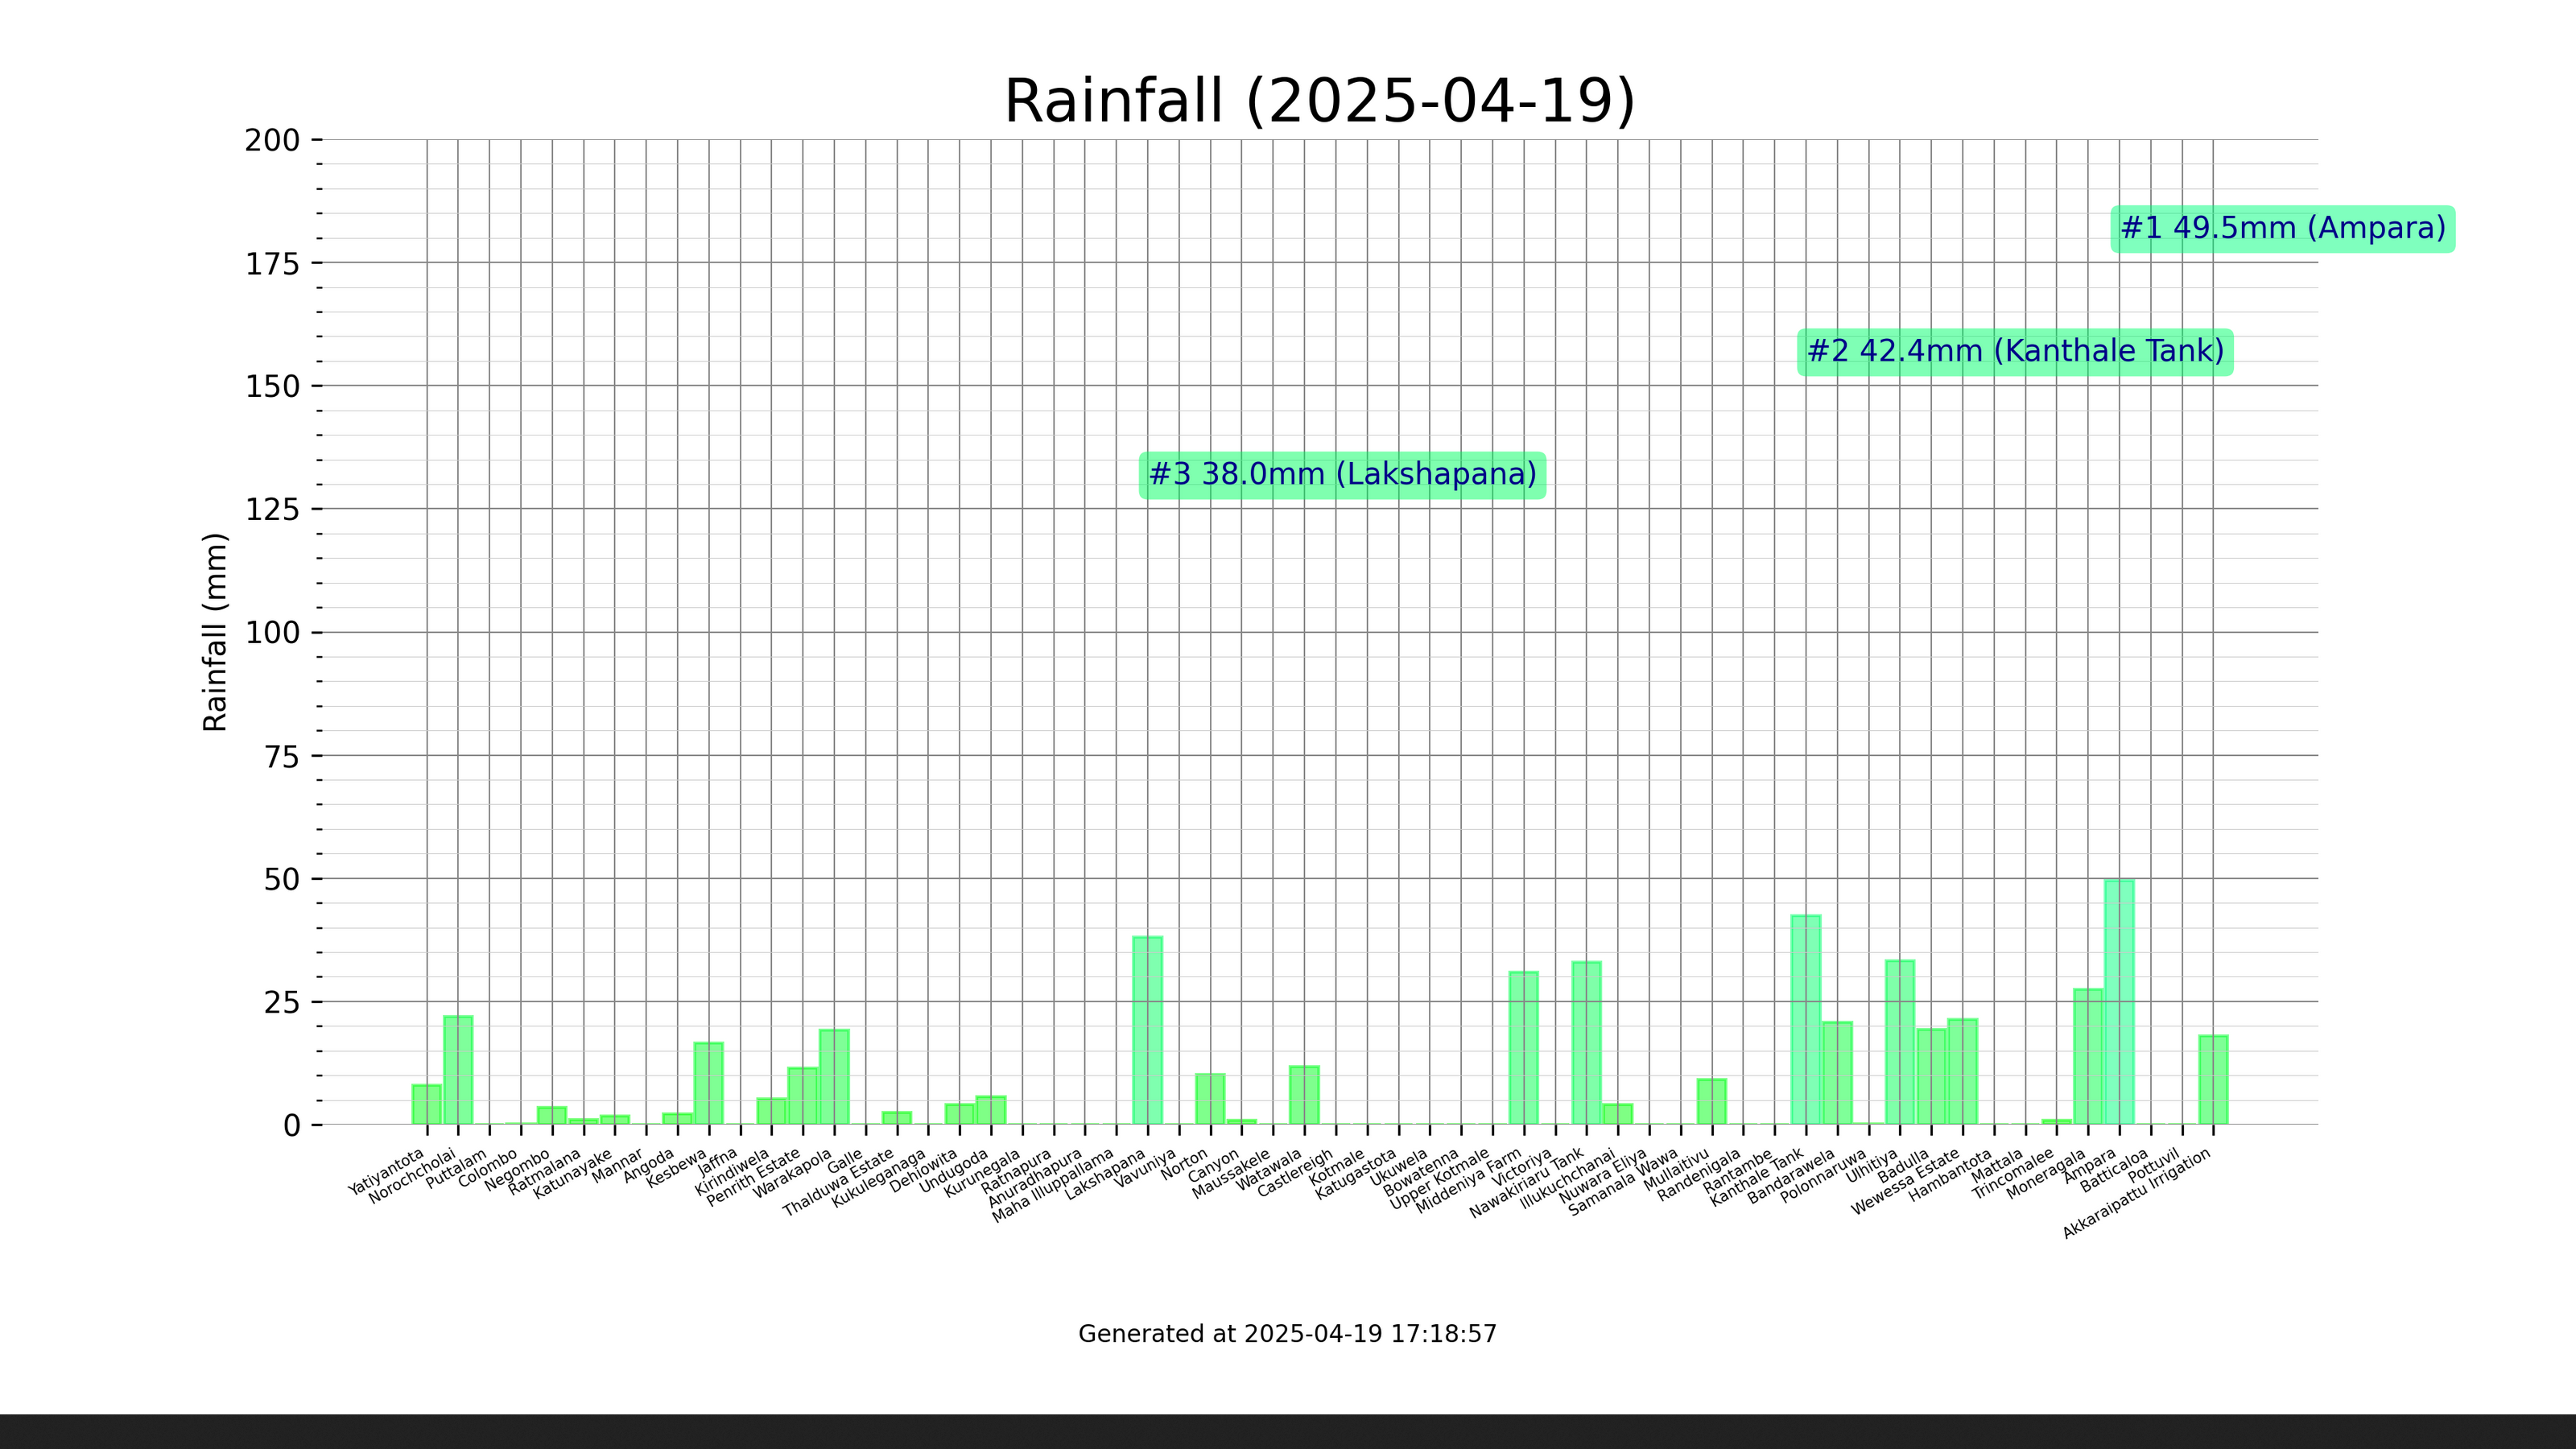 Rainfall (2025-04-19)
200
175
150
125
100
75
50
25
0
Rainfall (mm)
#1 49.5mm (Ampara)
#2 42.4mm (Kanthale Tank)
#3 38.0mm (Lakshapana)
Yatiyantota
Norochcholai
Puttalam
Colombo
Negombo
Ratmalana
Katunayake
Mannar
Angoda
Kesbewa
Jaffna
Kirindiwela
Penrith Estate
Warakapola
Galle
Thalduwa Estate
Kukuleganaga
Dehiowita
Undugoda
Kurunegala
Ratnapura
Anuradhapura
Maha Illuppallama
Lakshapana
Vavuniya
Norton
Canyon
Maussakele
Watawala
Castlereigh
Kotmale
Katugastota
Ukuwela
Bowatenna
Upper Kotmale
Middeniya Farm
Victoriya
Nawakiriaru Tank
Illukuchchanai
Nuwara Eliya
Samanala Wawa
Mullaitivu
Randenigala
Rantambe
Kanthale Tank
Bandarawela
Polonnaruwa
Ulhitiya
Badulla
Wewessa Estate
Hambantota
Mattala
Trincomalee
Moneragala
Ampara
Batticaloa
Pottuvil
Akkaraipattu Irrigation
Generated at 2025-04-19 17:18:57